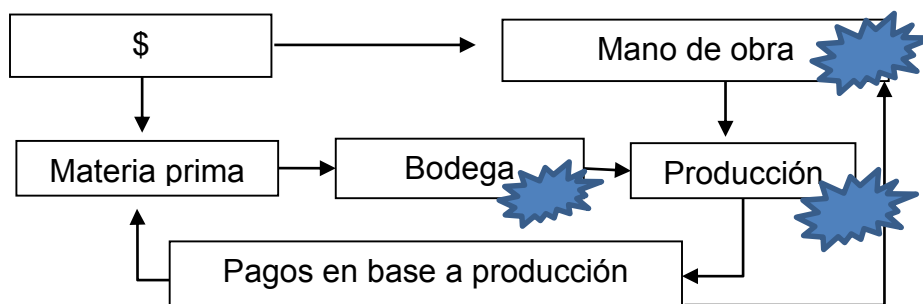 $
Mano de obra
Materia prima
Bodega
Producción
Pagos en base a producción